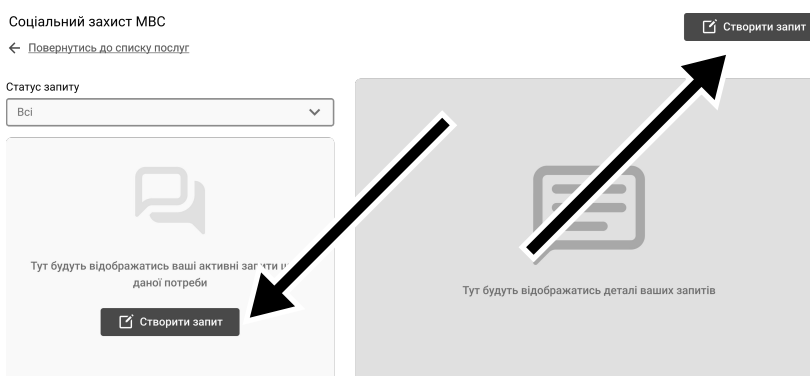 Соціальний захист МВС
Створити запит
Повернутись до списку послуг
Статус запиту
Всі
Тут будуть відображатись ваші активні запити
даної потреби
Створити запит
Тут будуть відображатись деталі ваших запитів